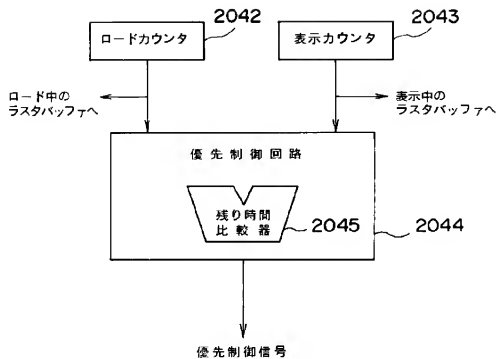 ロードカウンタ
2042
表示カウンタ
2043
ロード中の
ラスタバッファへ
表示中の
ラスタバッファへ
優先制御回路
残り時間
比較器
2045
2044
優先制御信号